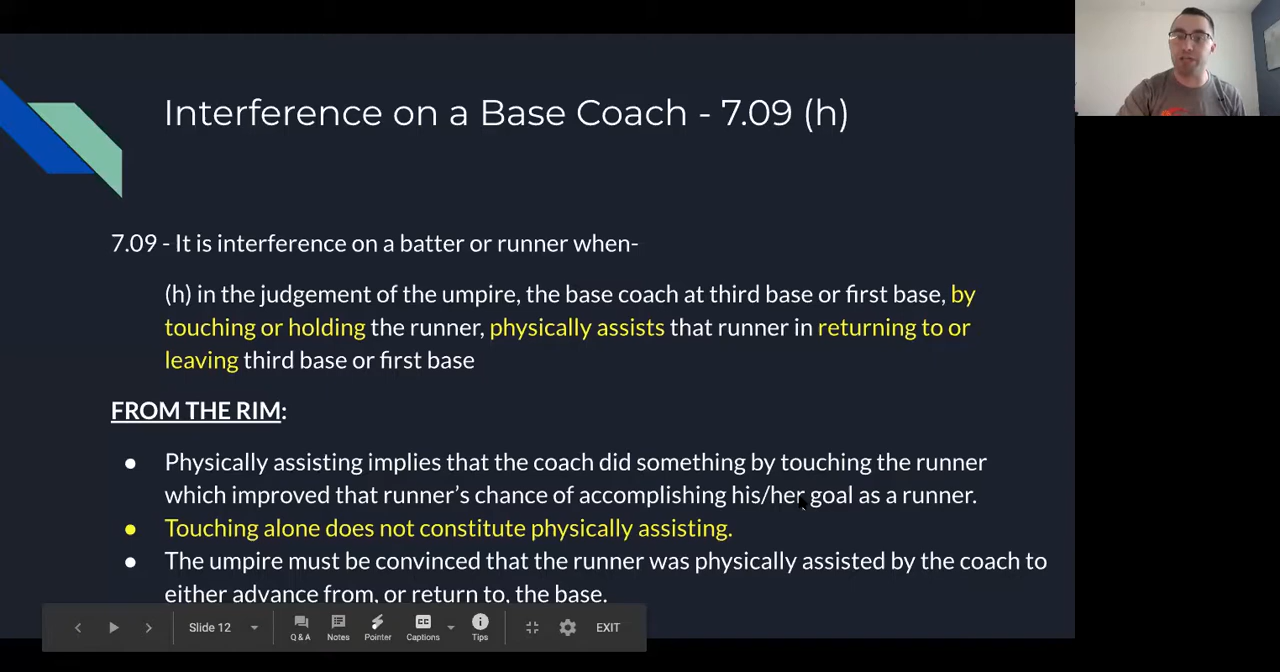 Interference on a Base Coach - 7.09 (h)
7.09 - It is interference on a batter or runner when-
(h) in the judgement of the umpire, the base coach at third base or first base, by
touching or holding the runner, physically assists that runner in returning to or
leaving third base or first base
FROM THE RIM:
● Physically assisting implies that the coach did something by touching the runner
which improved that runner's chance of accomplishing his/her goal as a runner.
● Touching alone does not constitute physically assisting.
● The umpire must be convinced that the runner was physically assisted by the coach to
either advance from, or return to, the base.
Slide 12
Q & A
Notes
Pointer
Captions
Tips
EXIT